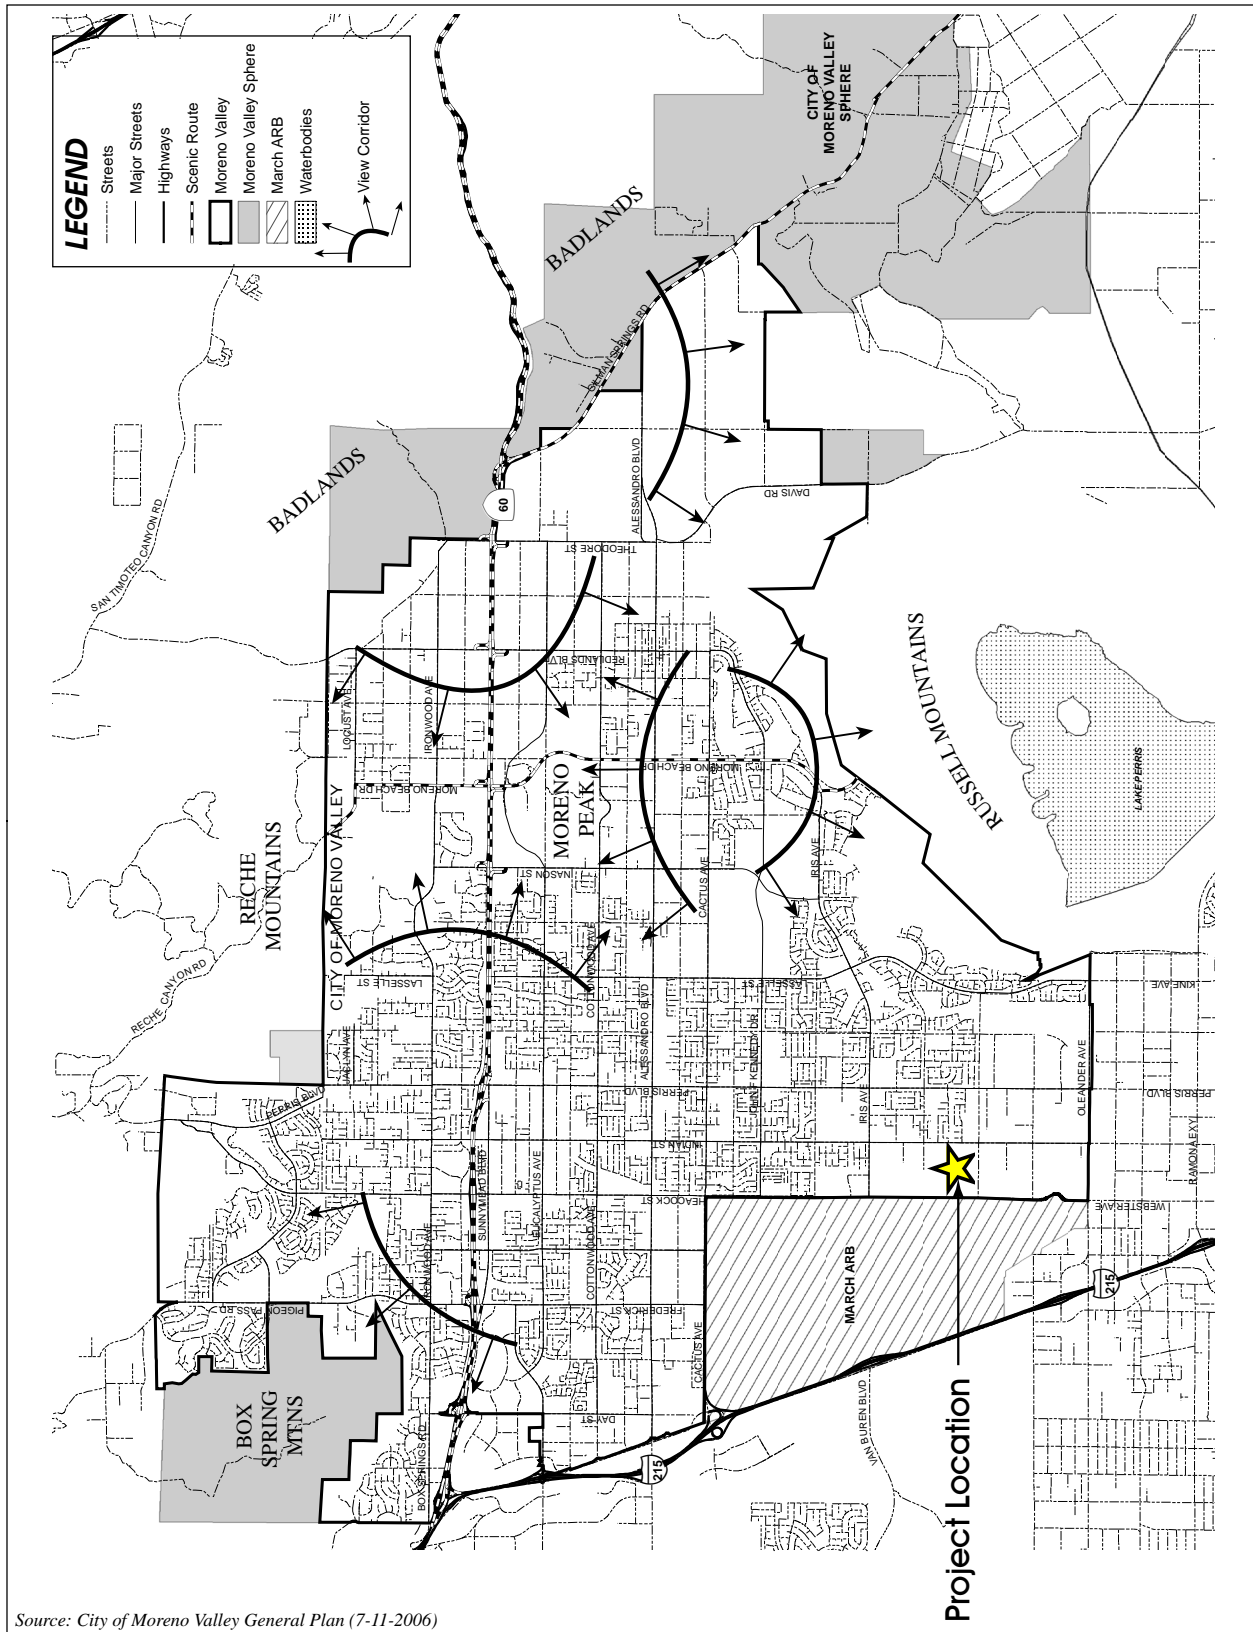 LEGEND
Streets
Major Streets
Highways
Scenic Route
Moreno Valley
Moreno Valley Sphere
March ARB
Waterbodies
View Corridor
CITY OF
MORENO VALLEY
SPHERE
BADLANDS
BADLANDS
GILMAN SPRINGS RD
SAN TIMOTEO CANYON RD
60
ALESSANDRO BLVD
DAVIS RD
THEODORE ST
REDLANDS BLVD
LOCUST AVE
IRONWOOD AVE
MORENO BEACH DR
MORENO BEACH DR
MORENO
PEAK
RECHE
MOUNTAINS
CITY OF MORENO VALLEY
RECHE CANYON RD
NASON ST
CACTUS AVE
IRIS AVE
RUSSELL MOUNTAINS
LAKE PERRIS
LASSELLE ST
LASSELLE ST
COTTONWOOD AVE
ALESSANDRO BLVD
JOHN F KENNEDY DR
PERRIS BLVD
PERRIS BLVD
PERRIS BLVD
INDIAN ST
IRIS AVE
OLEANDER AVE
RAMONA EXY
WEBSTER AVE
HEACOCK ST
SUNNYMEAD BLVD
EUCALYPTUS AVE
COTTONWOOD AVE
IRONWOOD AVE
PIGEON PASS RD
FREDERICK ST
CACTUS AVE
DAY ST
BOX SPRINGS RD
BOX
SPRING
MTNS
MARCH ARB
215
215
VAN BUREN BLVD
Project Location
Source: City of Moreno Valley General Plan (7-11-2006)